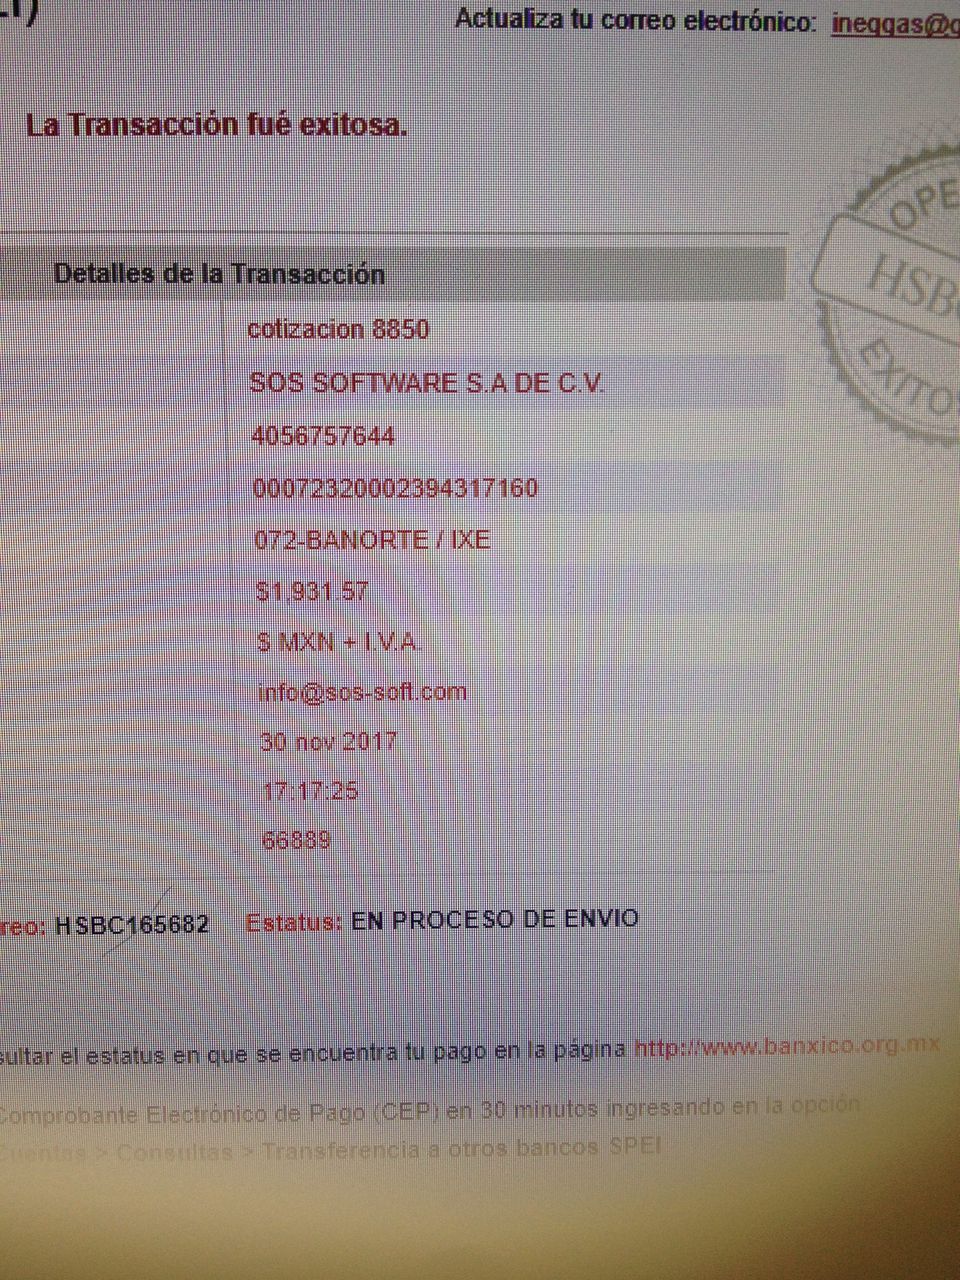 Actualiza tu correo electrónico: ineggas@g
La Transacción fué exitosa.
OPE
HSBC
EXITOS
Detalles de la Transacción
cotizacion 8850
SOS SOFTWARE S.A DE C.V.
4056757644
00072320002394317160
072-BANORTE / IXE
$1,931.57
$ MXN + I.V.A.
info@sos-soft.com
30 nov 2017
17:17:25
66889
reo: HSBC165682 Estatus: EN PROCESO DE ENVIO
sultar el estatus en que se encuentra tu pago en la página http://www.banxico.org.mx
Comprobante Electrónico de Pago (CEP) en 30 minutos ingresando en la opción
Cuentas > Consultas > Transferencia a otros bancos SPEI